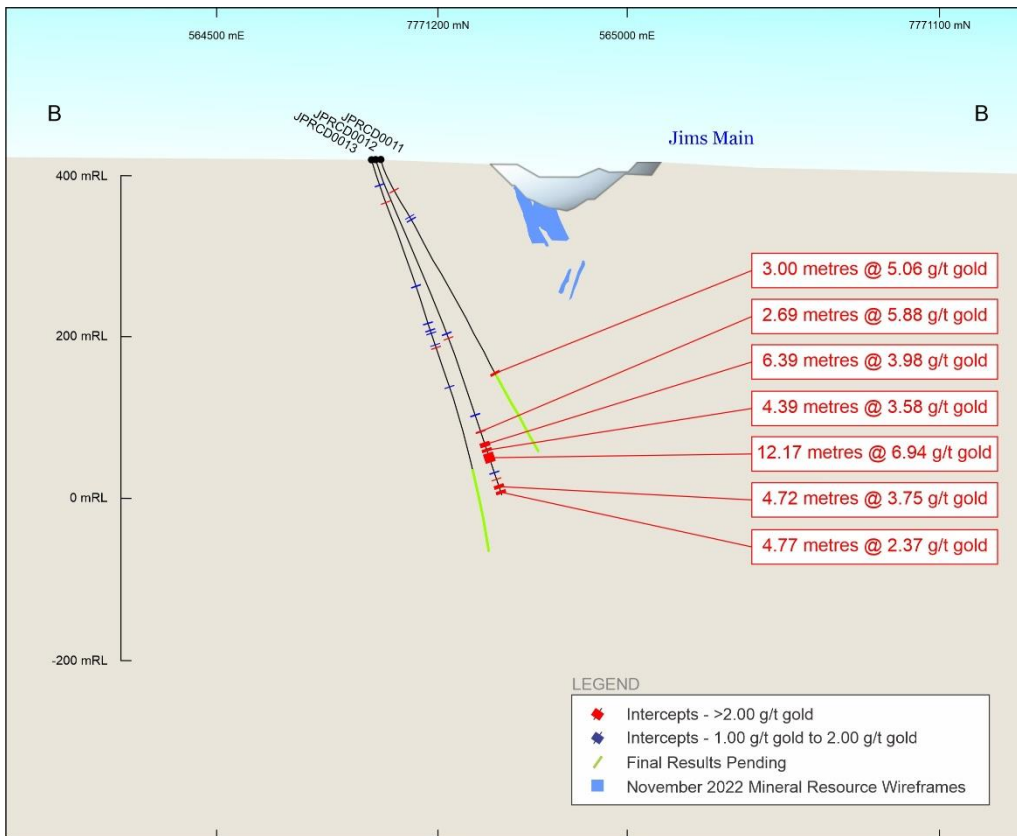 564500 mE
7771200 mN
565000 mE
7771100 mN
B
B
JPRCD0011
JPRCD0012
JPRCD0013
Jims Main
400 mRL
200 mRL
0 mRL
-200 mRL
3.00 metres @ 5.06 g/t gold
2.69 metres @ 5.88 g/t gold
6.39 metres @ 3.98 g/t gold
4.39 metres @ 3.58 g/t gold
12.17 metres @ 6.94 g/t gold
4.72 metres @ 3.75 g/t gold
4.77 metres @ 2.37 g/t gold
LEGEND
Intercepts - >2.00 g/t gold
Intercepts - 1.00 g/t gold to 2.00 g/t gold
Final Results Pending
November 2022 Mineral Resource Wireframes